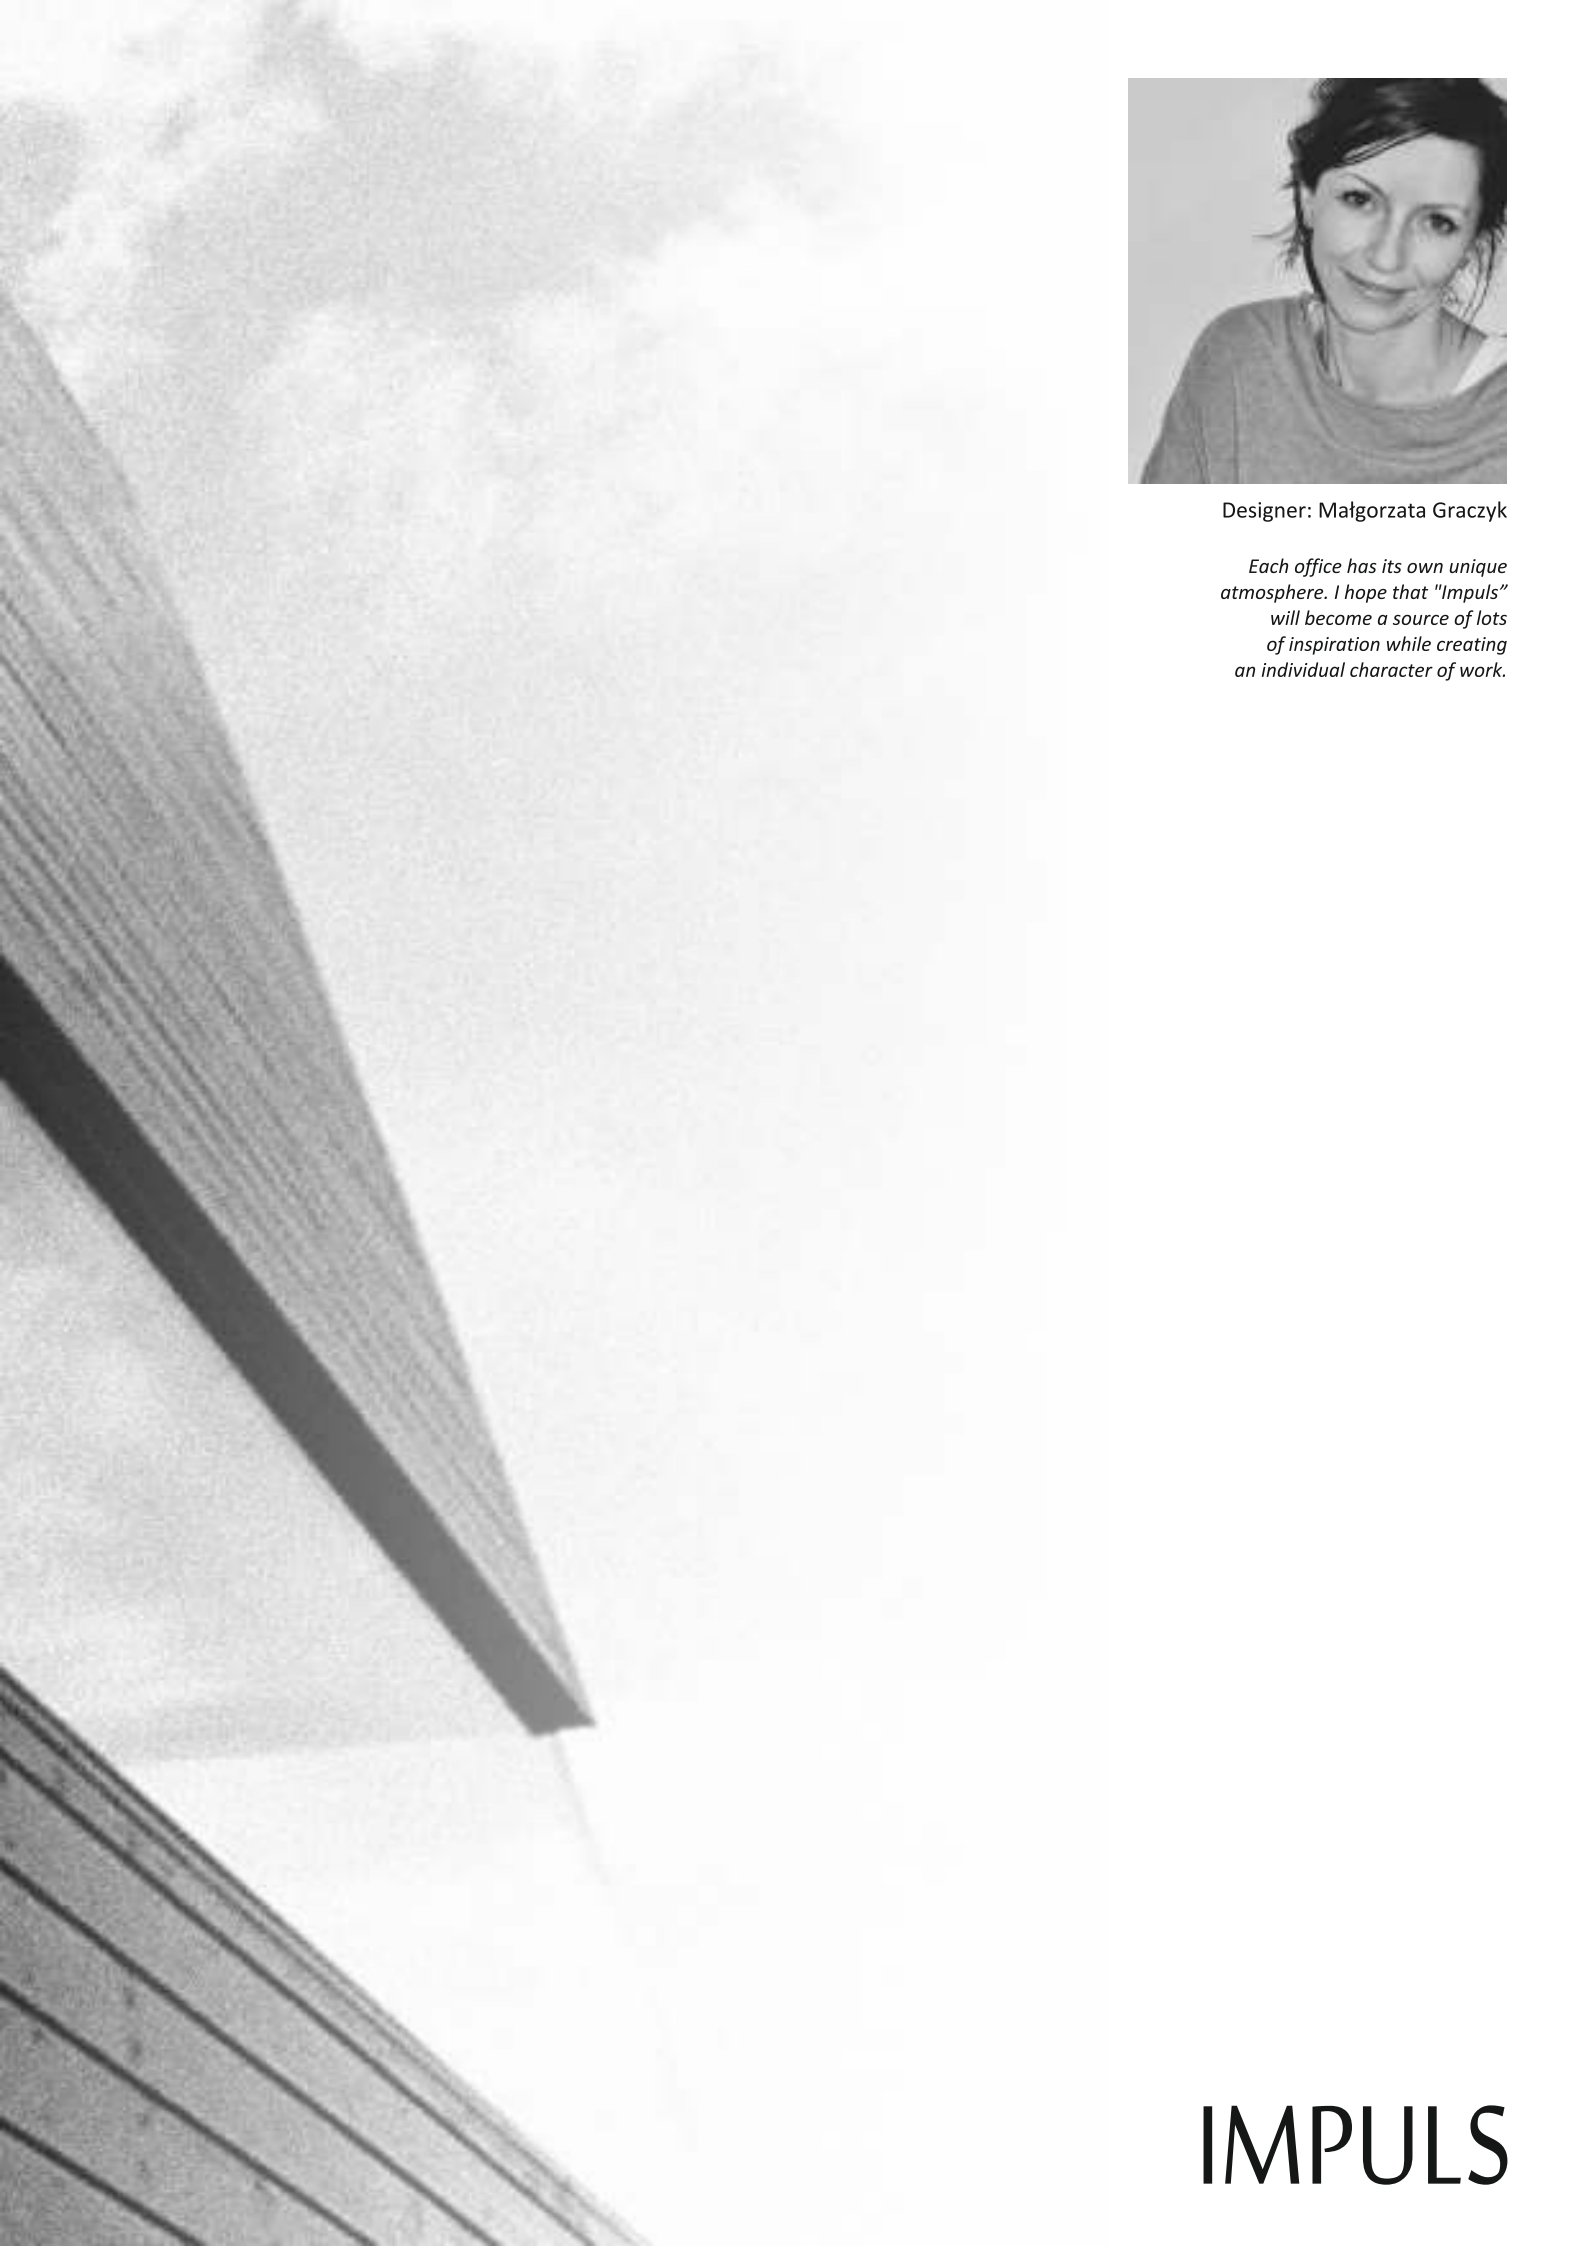 Designer: Małgorzata Graczyk
Each office has its own unique
atmosphere. I hope that "Impuls”
will become a source of lots
of inspiration while creating
an individual character of work.
IMPULS